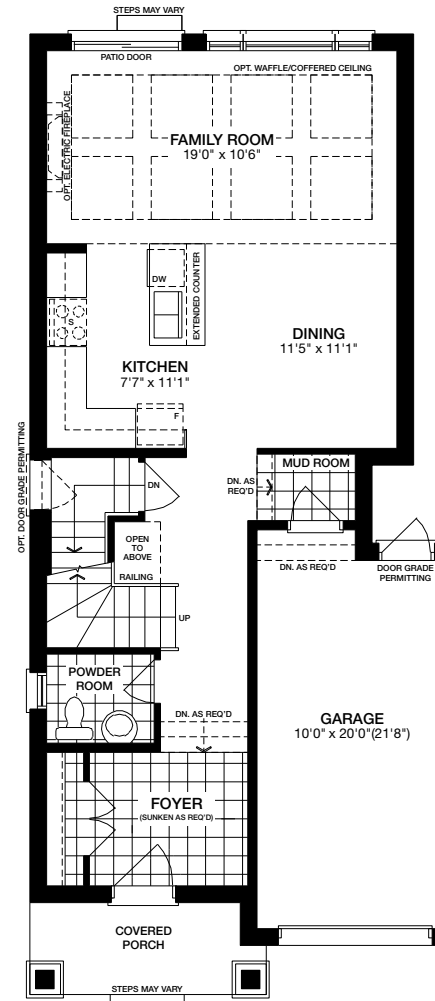 STEPS MAY VARY
PATIO DOOR
OPT. WAFFLE/COFFERED CEILING
OPT. ELECTRIC FIREPLACE
FAMILY ROOM
19'0" x 10'6"
DW
EXTENDED COUNTER
S
DINING
11'5" x 11'1"
KITCHEN
7'7" x 11'1"
F
OPT. DOOR GRADE PERMITTING
MUD ROOM
DN
DN. AS
REQ'D
OPEN
TO
ABOVE
RAILING
DN. AS REQ'D
DOOR GRADE
PERMITTING
UP
POWDER
ROOM
DN. AS REQ'D
GARAGE
10'0" x 20'0"(21'8")
FOYER
(SUNKEN AS REQ'D)
COVERED
PORCH
STEPS MAY VARY